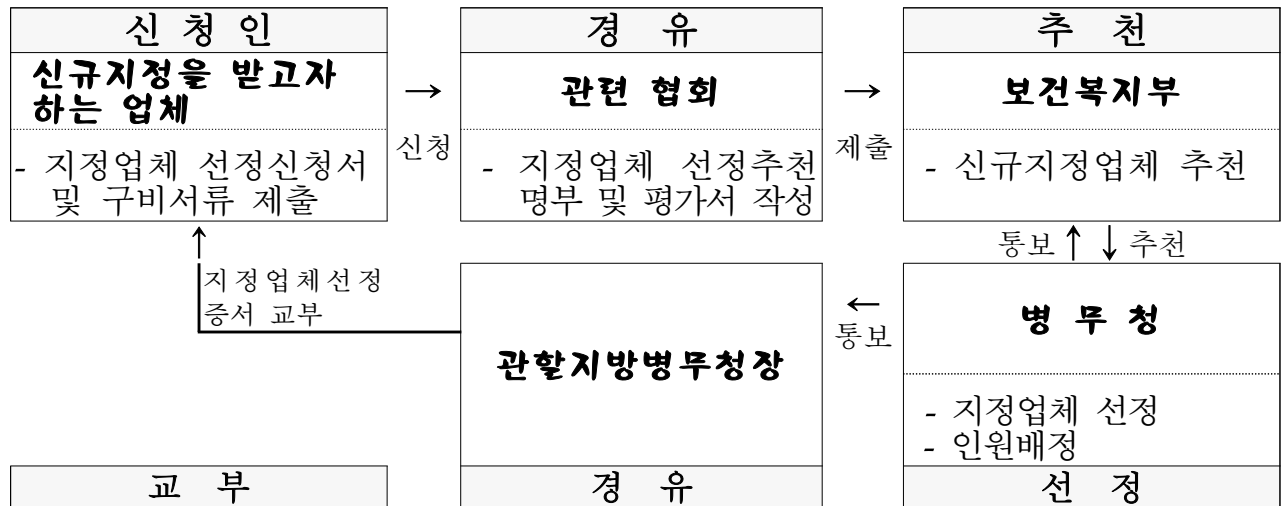 신 청 인
경 유
추 천
신규지정을 받고자
하는 업체
→
관련 협회
→
보건복지부
신청
제출
- 지정업체 선정신청서
및 구비서류 제출
- 지정업체 선정추천
명부 및 평가서 작성
- 신규지정업체 추천
통보 ↑ ↓ 추천
지정업체선정
증서 교부
관할지방병무청장
←
통보
병 무 청
- 지정업체 선정
- 인원배정
교 부
경 유
선 정